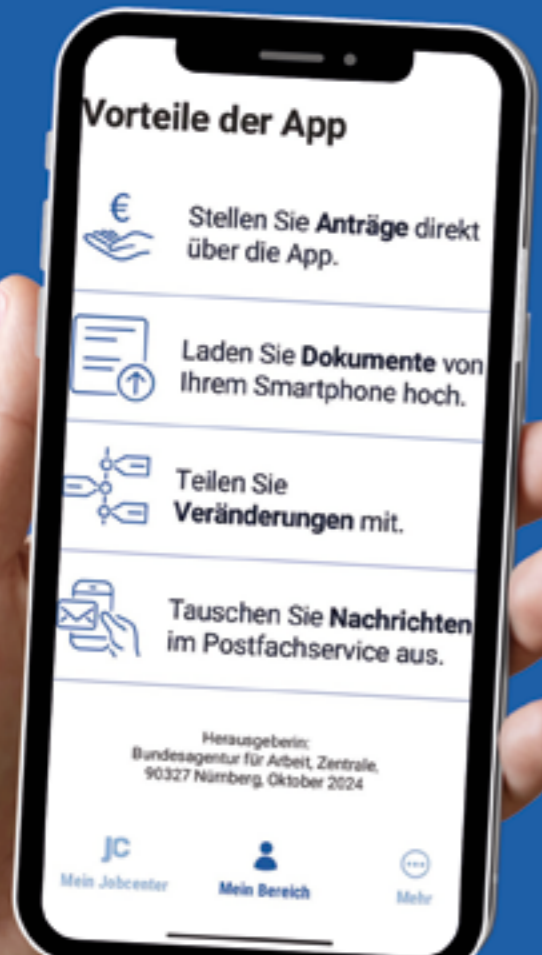 Vorteile der App
€
Stellen Sie Anträge direkt
über die App.
Laden Sie Dokumente von
Ihrem Smartphone hoch.
Teilen Sie
Veränderungen mit.
Tauschen Sie Nachrichten
im Postfachservice aus.
Herausgeberin:
Bundesagentur für Arbeit, Zentrale,
90327 Nürnberg, Oktober 2024
JC
Mein Jobcenter
Mein Bereich
Mehr